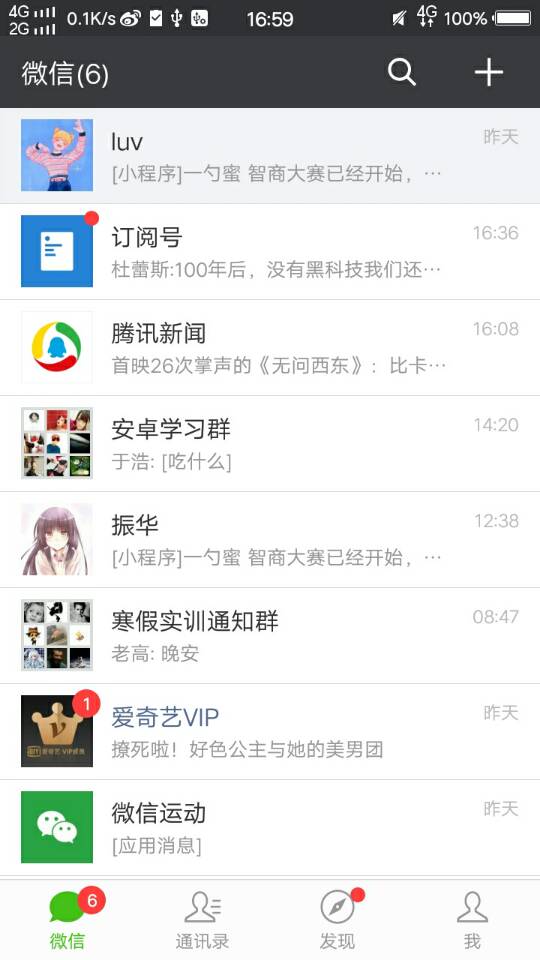 4G
2G
0.1K/s
16:59
4G
100%
微信(6)
luv
昨天
[小程序]一勺蜜 智商大赛已经开始，…
订阅号
16:36
杜蕾斯:100年后，没有黑科技我们还…
腾讯新闻
16:08
首映26次掌声的《无问西东》：比卡…
安卓学习群
14:20
于浩: [吃什么]
振华
12:38
[小程序]一勺蜜 智商大赛已经开始，…
寒假实训通知群
08:47
老高: 晚安
1
爱奇艺VIP
昨天
撩死啦！好色公主与她的美男团
微信运动
昨天
[应用消息]
6
微信
通讯录
发现
我